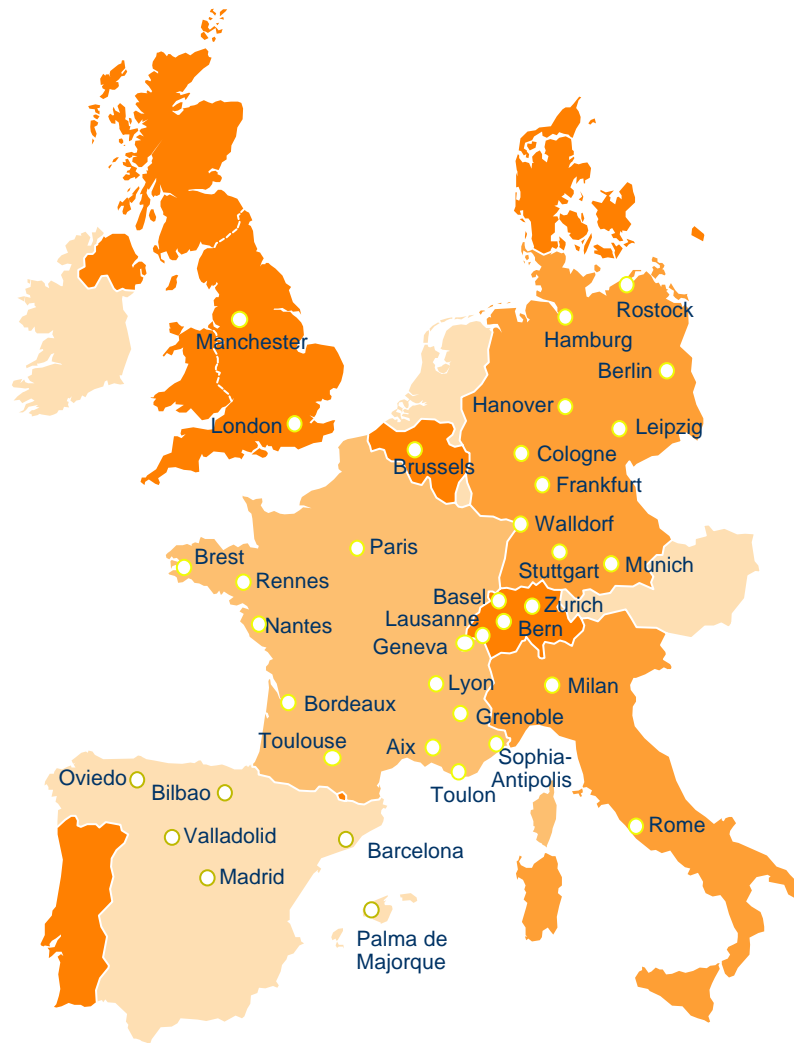 Rostock
Manchester
Hamburg
Berlin
Hanover
London
Leipzig
Cologne
Brussels
Frankfurt
Walldorf
Paris
Brest
Stuttgart
Munich
Rennes
Basel
Zurich
Lausanne
Nantes
Bern
Geneva
Lyon
Milan
Bordeaux
Grenoble
Toulouse
Aix
Sophia-
Antipolis
Oviedo
Bilbao
Toulon
Rome
Valladolid
Barcelona
Madrid
Palma de
Majorque